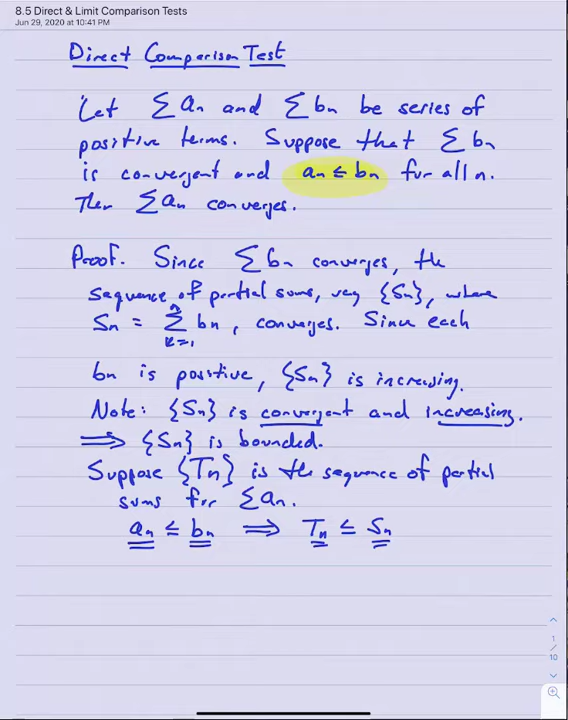 8.5 Direct & Limit Comparison Tests
Jun 29, 2020 at 10:41 PM
Direct Comparison Test
Let ∑ an and ∑ bn be series of
positive terms. Suppose that ∑ bn
is convergent and an ≤ bn for all n.
Then ∑ an converges.
Proof. Since ∑ bn converges, the
sequence of partial sums, say {Sn}, where
Sn = ∑_{k=1}^{n} bn, converges. Since each
bn is positive, {Sn} is increasing.
Note: {Sn} is convergent and increasing.
⟹ {Sn} is bounded.
Suppose {Tn} is the sequence of partial
sums for ∑ an.
an ≤ bn ⟹ Tn ≤ Sn
1
/
10